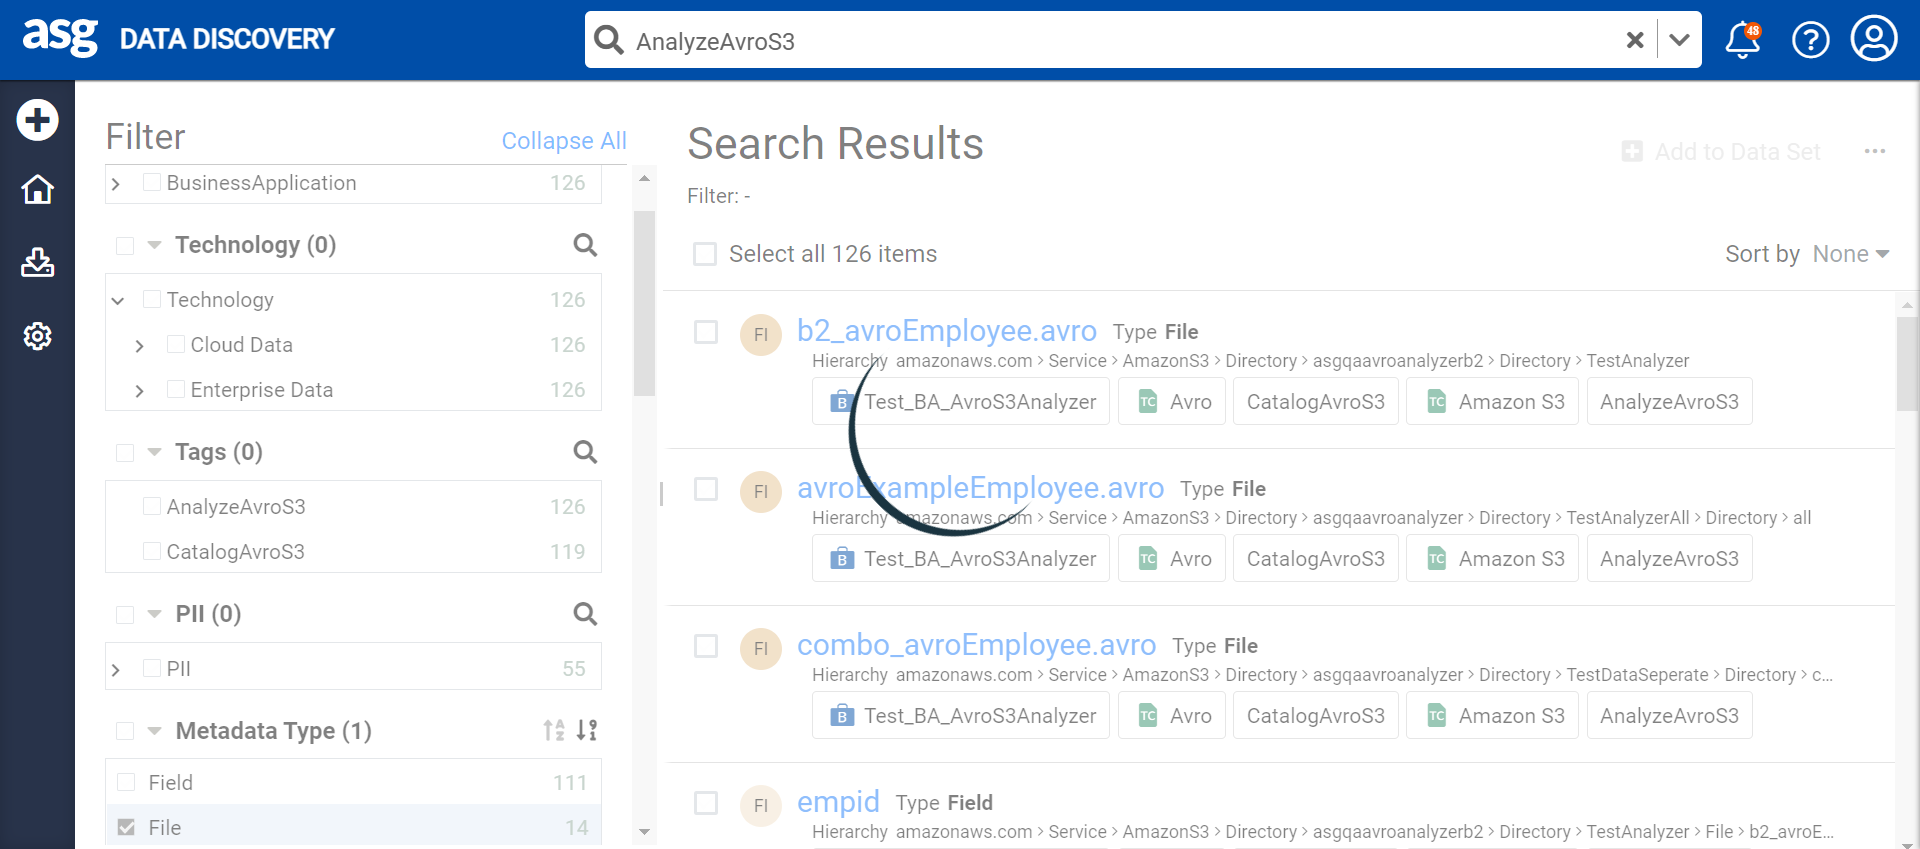 asg DATA DISCOVERY
AnalyzeAvroS3
48
Filter
Collapse All
BusinessApplication 126
Technology (0)
Technology 126
Cloud Data 126
Enterprise Data 126
Tags (0)
AnalyzeAvroS3 126
CatalogAvroS3 119
PII (0)
PII 55
Metadata Type (1)
Field 111
File 14
Search Results
Add to Data Set
Filter: -
Select all 126 items
Sort by None
FI b2_avroEmployee.avro Type File
Hierarchy amazonaws.com > Service > AmazonS3 > Directory > asgqaavroanalyzerb2 > Directory > TestAnalyzer
B Test_BA_AvroS3Analyzer TC Avro CatalogAvroS3 TC Amazon S3 AnalyzeAvroS3
FI avroExampleEmployee.avro Type File
Hierarchy amazonaws.com > Service > AmazonS3 > Directory > asgqaavroanalyzer > Directory > TestAnalyzerAll > Directory > all
B Test_BA_AvroS3Analyzer TC Avro CatalogAvroS3 TC Amazon S3 AnalyzeAvroS3
FI combo_avroEmployee.avro Type File
Hierarchy amazonaws.com > Service > AmazonS3 > Directory > asgqaavroanalyzer > Directory > TestDataSeperate > Directory > c...
B Test_BA_AvroS3Analyzer TC Avro CatalogAvroS3 TC Amazon S3 AnalyzeAvroS3
FI empid Type Field
Hierarchy amazonaws.com > Service > AmazonS3 > Directory > asgqaavroanalyzerb2 > Directory > TestAnalyzer > File > b2_avroE...